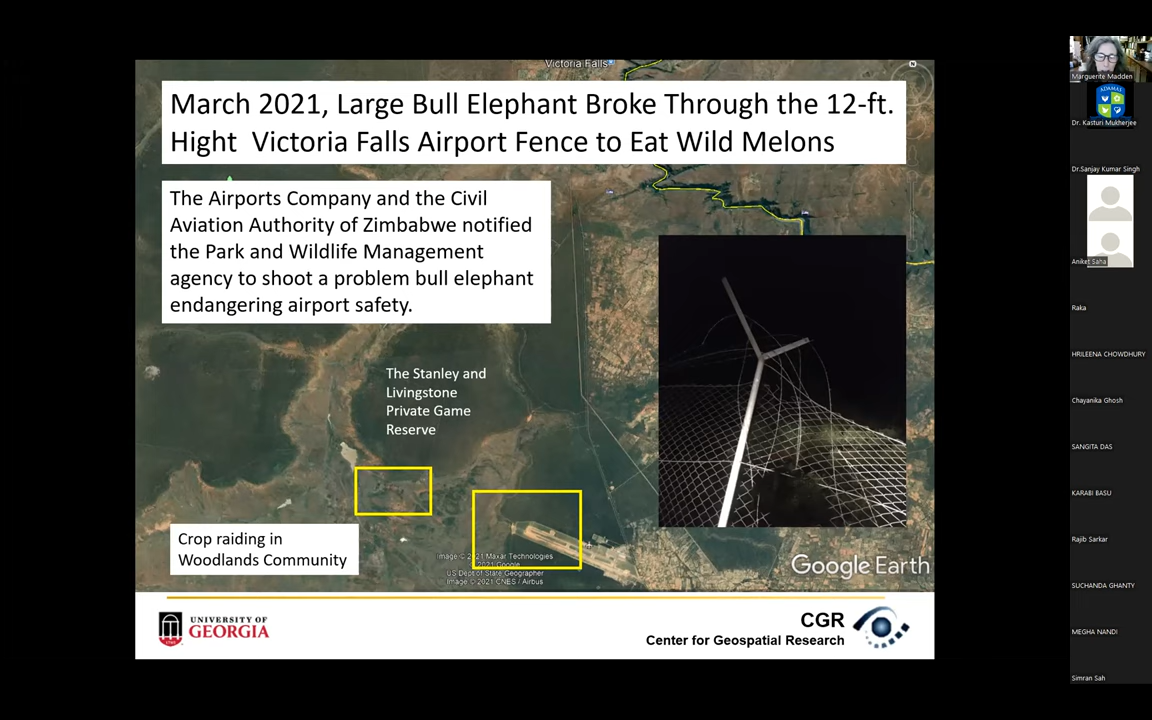 Victoria Falls
N
March 2021, Large Bull Elephant Broke Through the 12-ft.
Hight Victoria Falls Airport Fence to Eat Wild Melons
The Airports Company and the Civil
Aviation Authority of Zimbabwe notified
the Park and Wildlife Management
agency to shoot a problem bull elephant
endangering airport safety.
The Stanley and
Livingstone
Private Game
Reserve
Crop raiding in
Woodlands Community
Image © 2021 Maxar Technologies
© 2021 Google
US Dept of State Geographer
Image © 2021 CNES / Airbus
Google Earth
UNIVERSITY OF
GEORGIA
CGR
Center for Geospatial Research
Marguerite Madden
ADAMAS
Dr. Kasturi Mukherjee
Dr.Sanjay Kumar Singh
Aniket Saha
Raka
HRILEENA CHOWDHURY
Chayanika Ghosh
SANGITA DAS
KARABI BASU
Rajib Sarkar
SUCHANDA GHANTY
MEGHA NANDI
Simran Sah